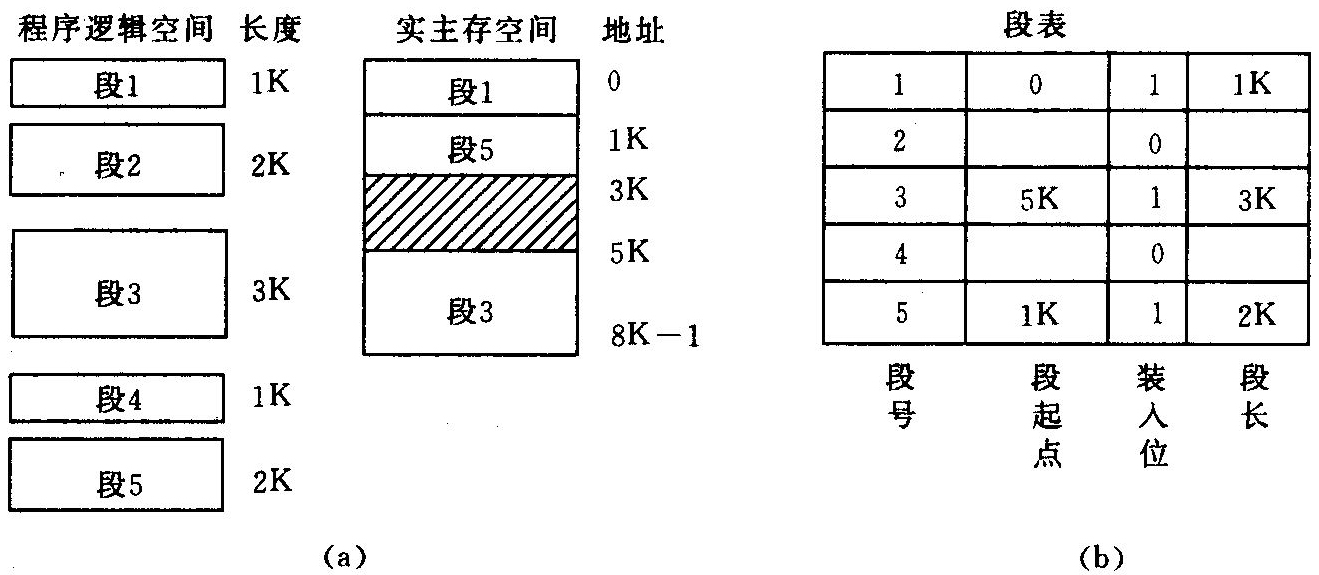 程序逻辑空间 长度 实主存空间 地址
段1 1K
段2 2K
段3 3K
段4 1K
段5 2K
段1 0
段5 1K
3K
5K
段3
8K－1
(a)
段表
1 0 1 1K
2 0
3 5K 1 3K
4 0
5 1K 1 2K
段号 段起点 装入位 段长
(b)